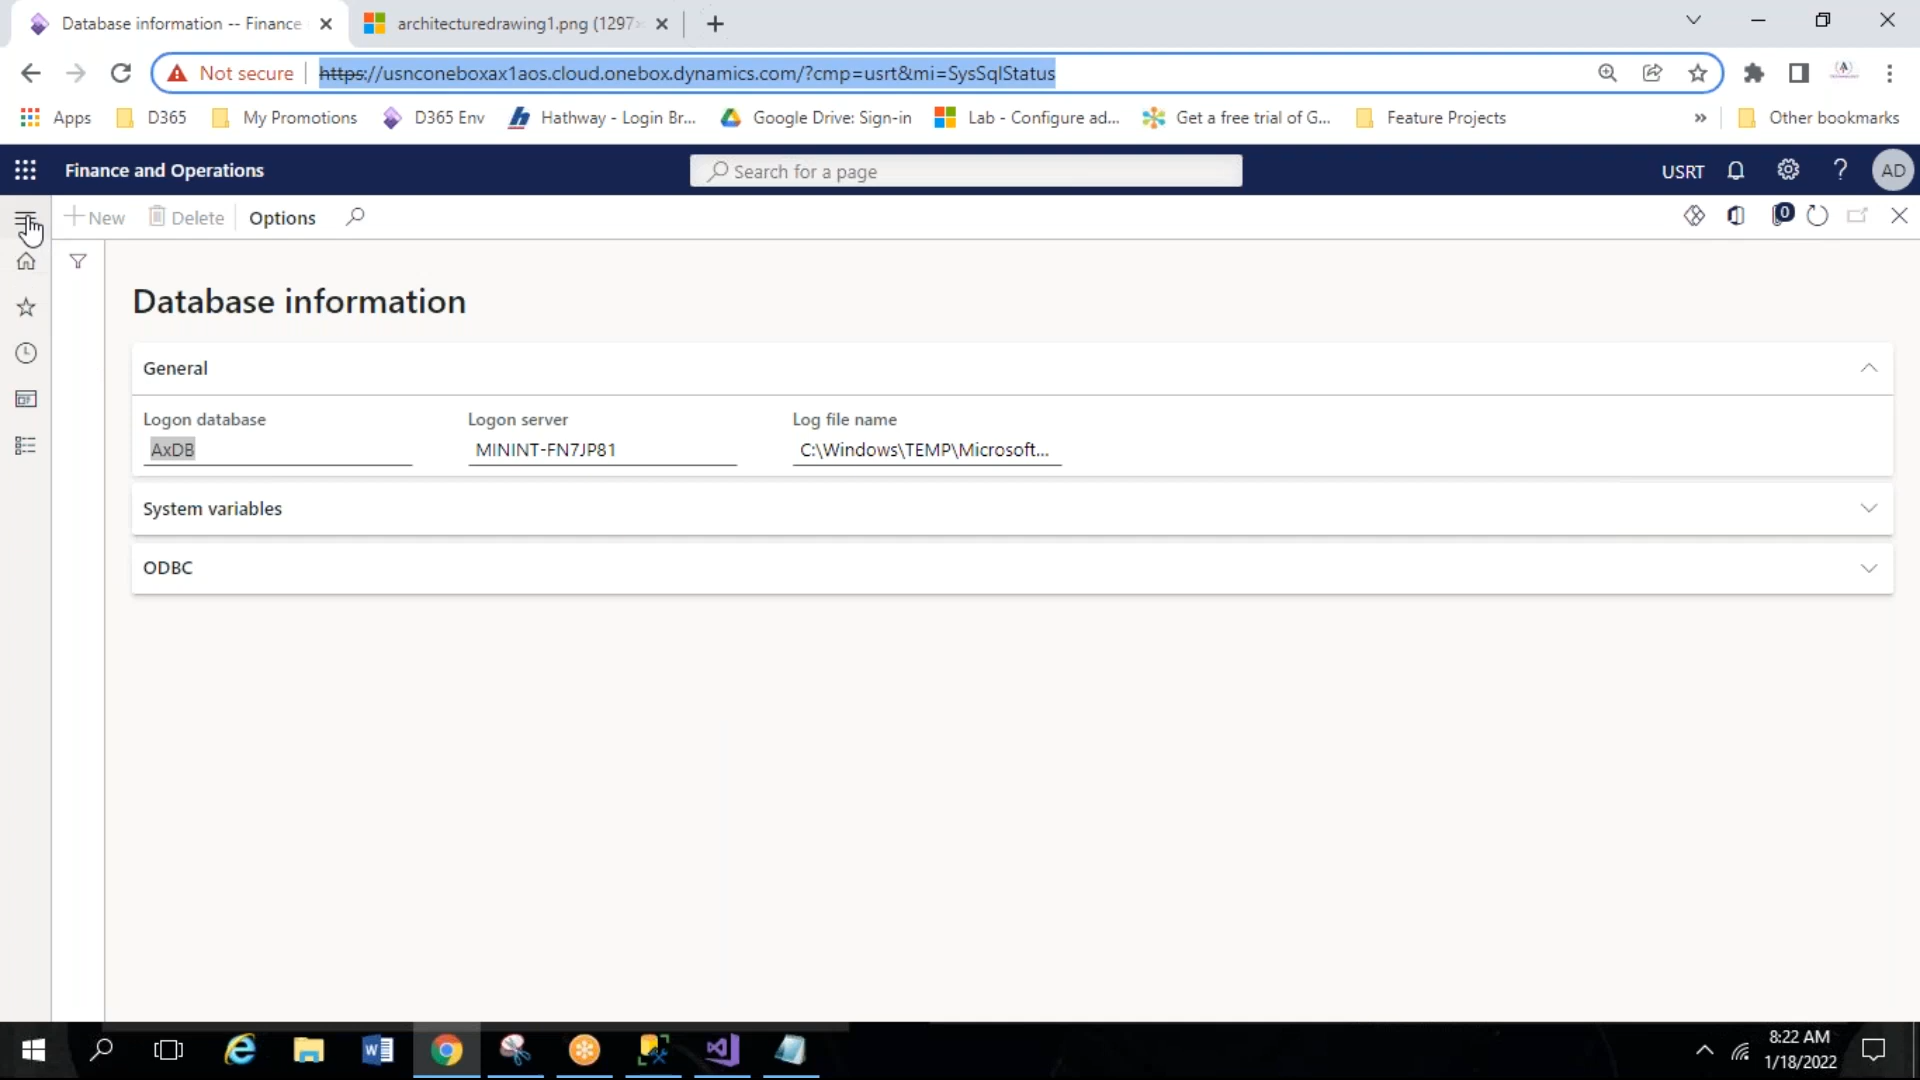 Database information -- Finance
architecturedrawing1.png (1297×
Not secure
https://usnconeboxax1aos.cloud.onebox.dynamics.com/?cmp=usrt&mi=SysSqlStatus
Apps
D365
My Promotions
D365 Env
Hathway - Login Br...
Google Drive: Sign-in
Lab - Configure ad...
Get a free trial of G...
Feature Projects
»
Other bookmarks
Finance and Operations
Search for a page
USRT
?
AD
New
Delete
Options
0
Database information
General
Logon database
Logon server
Log file name
AxDB
MININT-FN7JP81
C:\Windows\TEMP\Microsoft...
System variables
ODBC
8:22 AM
1/18/2022